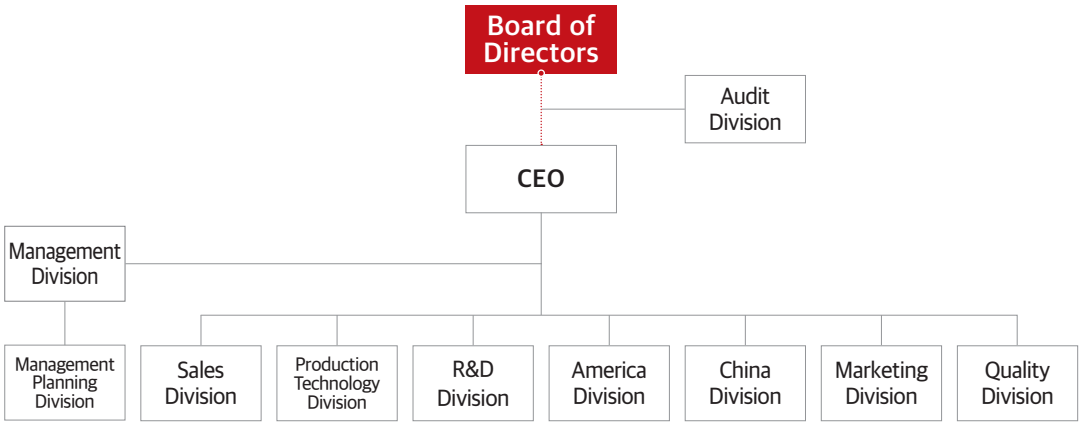 Board of
Directors
Audit
Division
CEO
Management
Division
Management
Planning
Division
Sales
Division
Production
Technology
Division
R&D
Division
America
Division
China
Division
Marketing
Division
Quality
Division